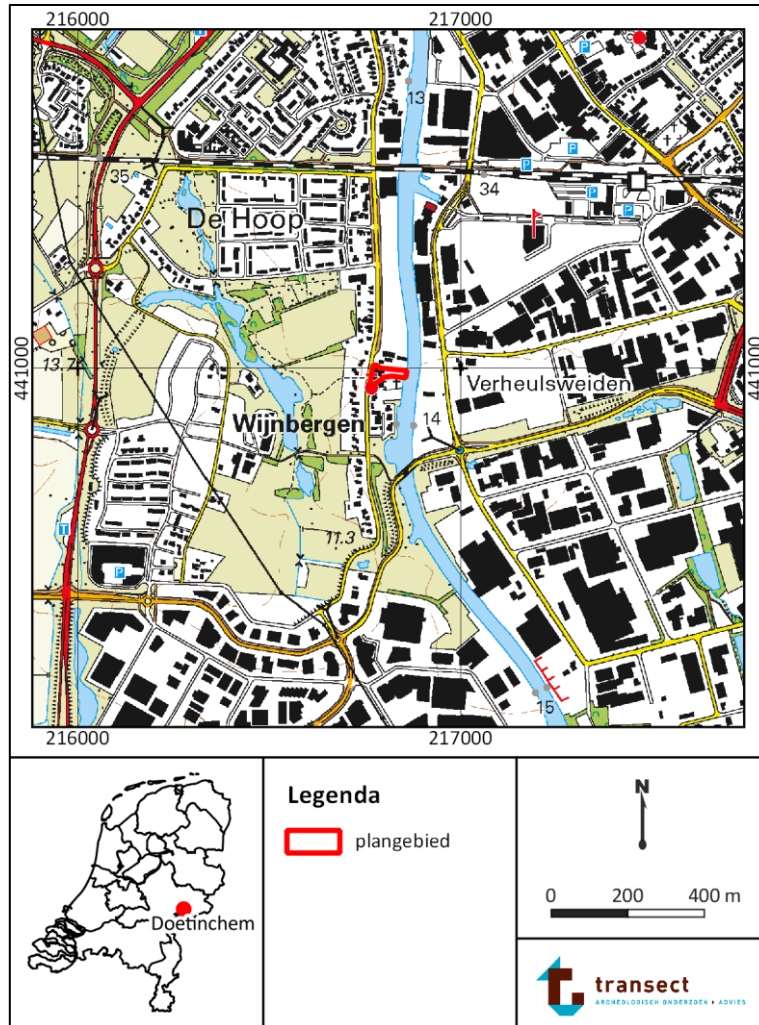 216000 217000
T
13
P
P
35
34
P
P
P
De Hoop
441000
441000
13.7
Verheulsweiden
Wijnbergen
14
T
11.3
P
15
216000 217000
Doetinchem
Legenda
plangebied
N
0 200 400 m
transect
ARCHEOLOGISCH ONDERZOEK ▸ ADVIES